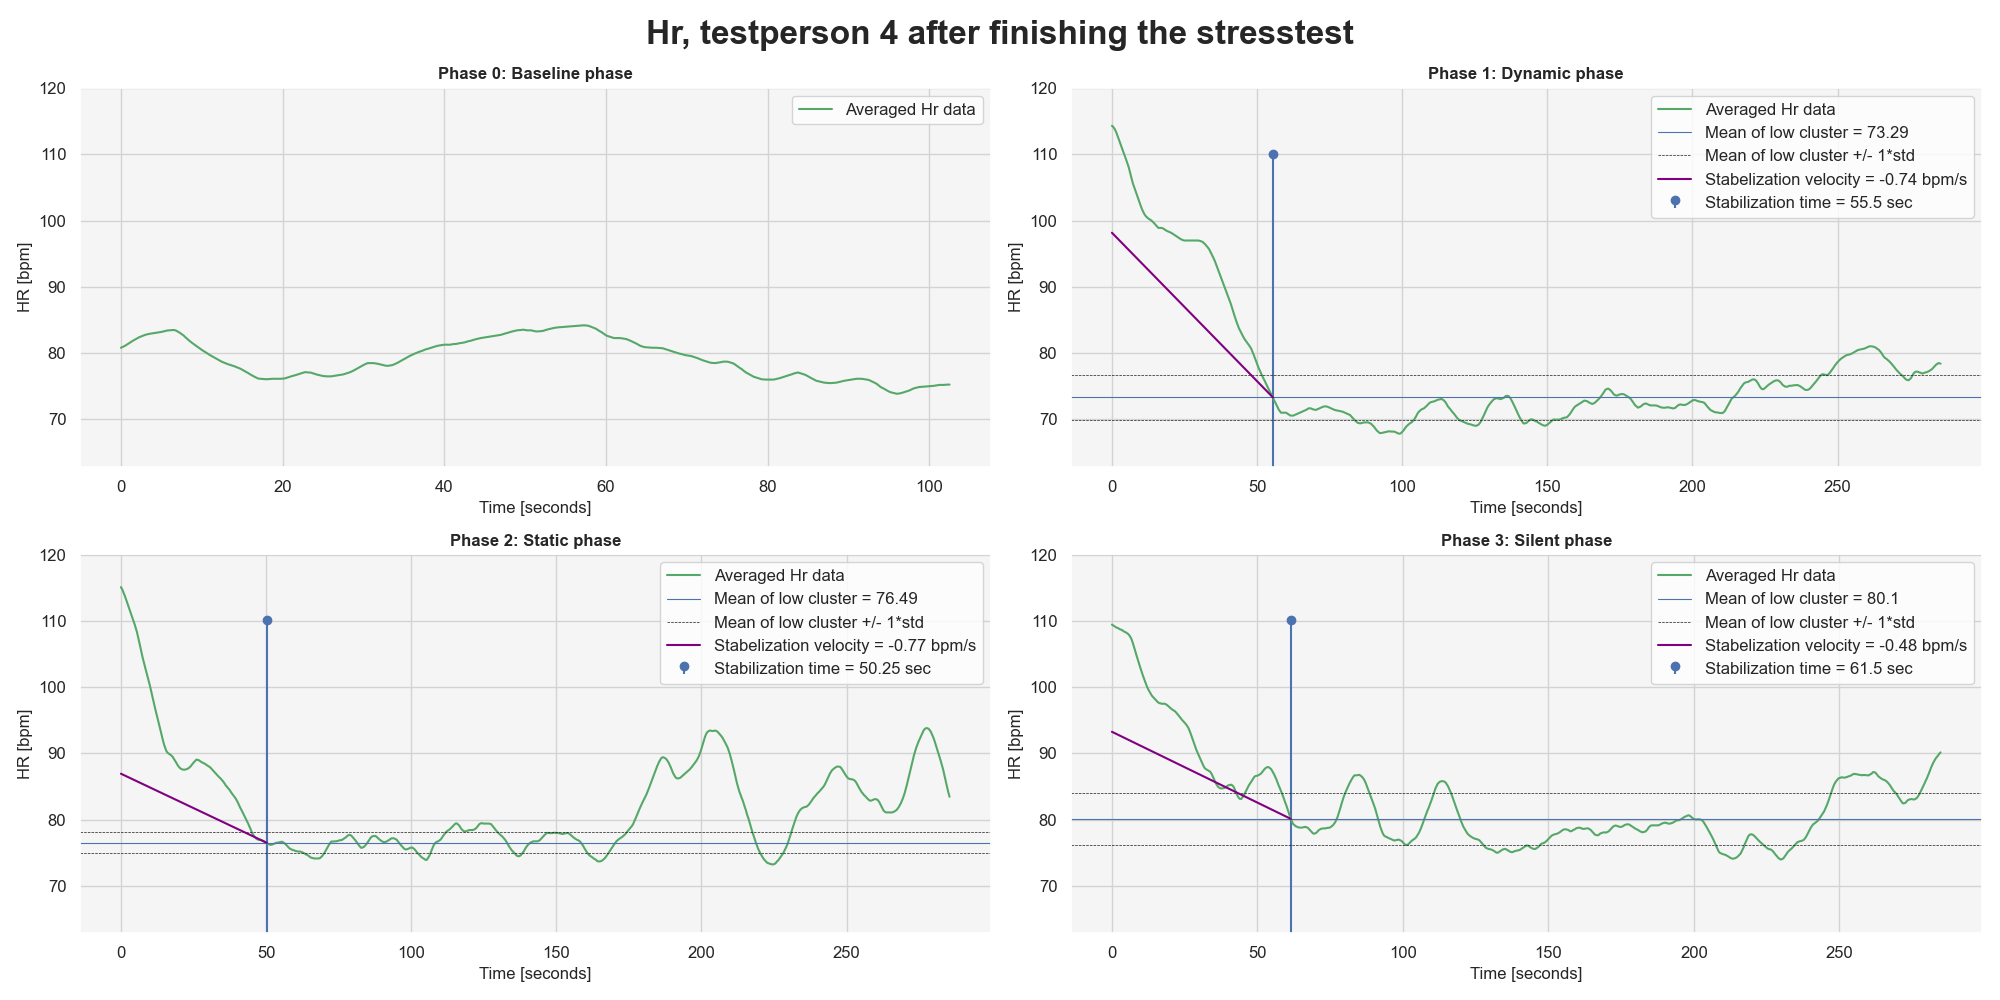 Hr, testperson 4 after finishing the stresstest
Phase 0: Baseline phase
120
110
100
90
80
70
HR [bpm]
Averaged Hr data
0 20 40 60 80 100
Time [seconds]
Phase 1: Dynamic phase
120
110
100
90
80
70
HR [bpm]
Averaged Hr data
Mean of low cluster = 73.29
Mean of low cluster +/- 1*std
Stabelization velocity = -0.74 bpm/s
Stabilization time = 55.5 sec
0 50 100 150 200 250
Time [seconds]
Phase 2: Static phase
120
110
100
90
80
70
HR [bpm]
Averaged Hr data
Mean of low cluster = 76.49
Mean of low cluster +/- 1*std
Stabelization velocity = -0.77 bpm/s
Stabilization time = 50.25 sec
0 50 100 150 200 250
Time [seconds]
Phase 3: Silent phase
120
110
100
90
80
70
HR [bpm]
Averaged Hr data
Mean of low cluster = 80.1
Mean of low cluster +/- 1*std
Stabelization velocity = -0.48 bpm/s
Stabilization time = 61.5 sec
0 50 100 150 200 250
Time [seconds]